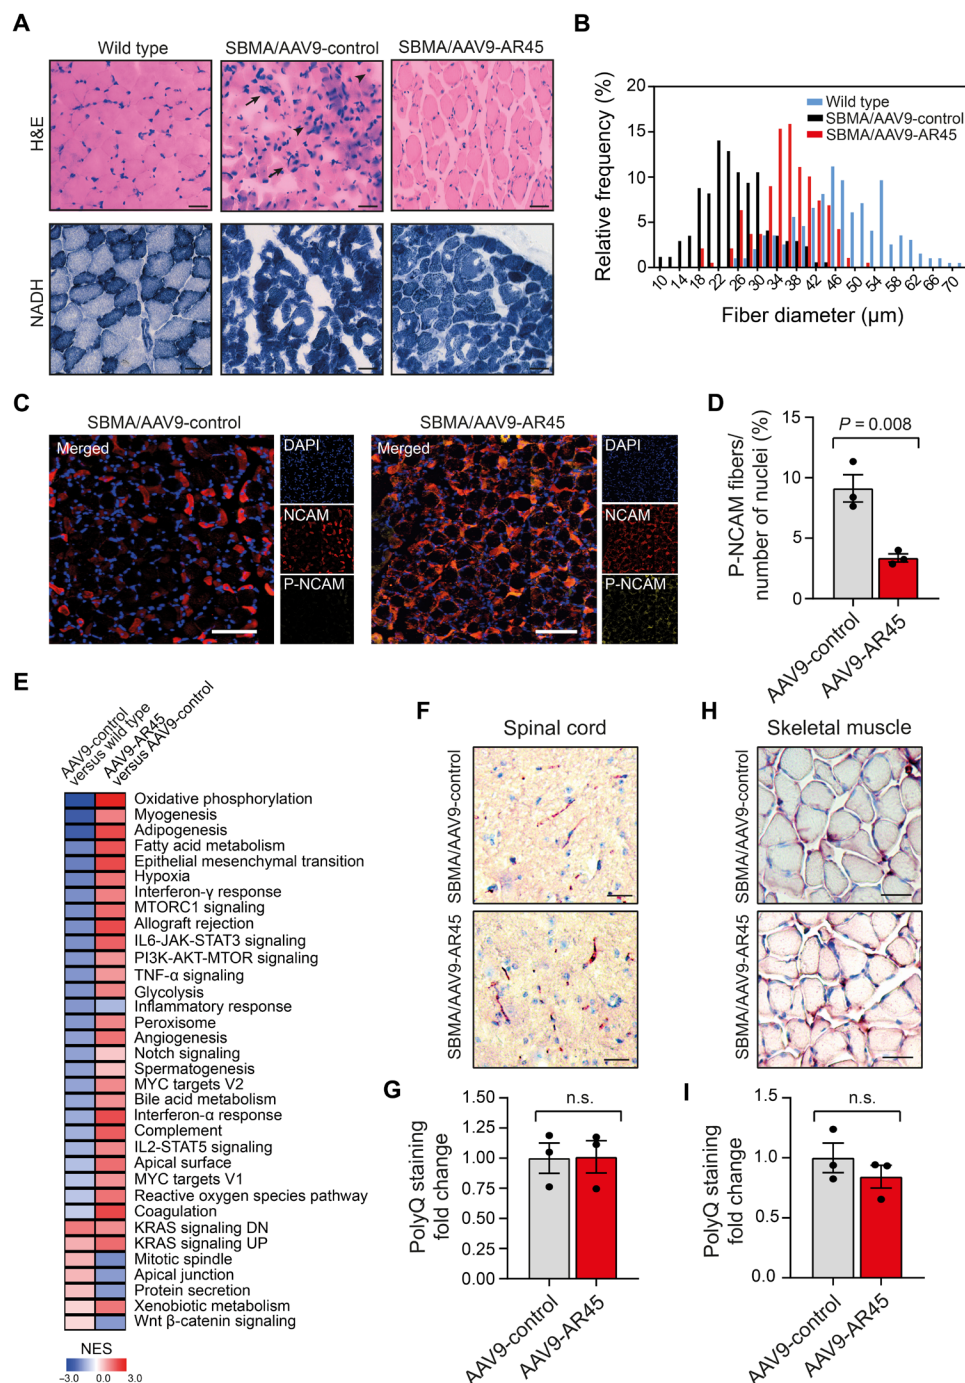 A
Wild type
SBMA/AAV9-control
SBMA/AAV9-AR45
H&E
NADH
B
Relative frequency (%)
20
15
10
5
0
Wild type
SBMA/AAV9-control
SBMA/AAV9-AR45
10 14 18 22 26 30 34 38 42 46 50 54 58 62 66 70
Fiber diameter (µm)
C
SBMA/AAV9-control
SBMA/AAV9-AR45
Merged
DAPI
NCAM
P-NCAM
Merged
DAPI
NCAM
P-NCAM
D
P-NCAM fibers/
number of nuclei (%)
15
10
5
0
P = 0.008
AAV9-control
AAV9-AR45
E
AAV9-control
versus wild type
AAV9-AR45
versus AAV9-control
Oxidative phosphorylation
Myogenesis
Adipogenesis
Fatty acid metabolism
Epithelial mesenchymal transition
Hypoxia
Interferon-γ response
MTORC1 signaling
Allograft rejection
IL6-JAK-STAT3 signaling
PI3K-AKT-MTOR signaling
TNF-α signaling
Glycolysis
Inflammatory response
Peroxisome
Angiogenesis
Notch signaling
Spermatogenesis
MYC targets V2
Bile acid metabolism
Interferon-α response
Complement
IL2-STAT5 signaling
Apical surface
MYC targets V1
Reactive oxygen species pathway
Coagulation
KRAS signaling DN
KRAS signaling UP
Mitotic spindle
Apical junction
Protein secretion
Xenobiotic metabolism
Wnt β-catenin signaling
NES
−3.0 0.0 3.0
F
Spinal cord
SBMA/AAV9-control
SBMA/AAV9-AR45
G
PolyQ staining
fold change
1.50
1.25
1.00
0.75
0.50
0.25
0.00
n.s.
AAV9-control
AAV9-AR45
H
Skeletal muscle
SBMA/AAV9-control
SBMA/AAV9-AR45
I
PolyQ staining
fold change
1.5
1.0
0.5
0.0
n.s.
AAV9-control
AAV9-AR45